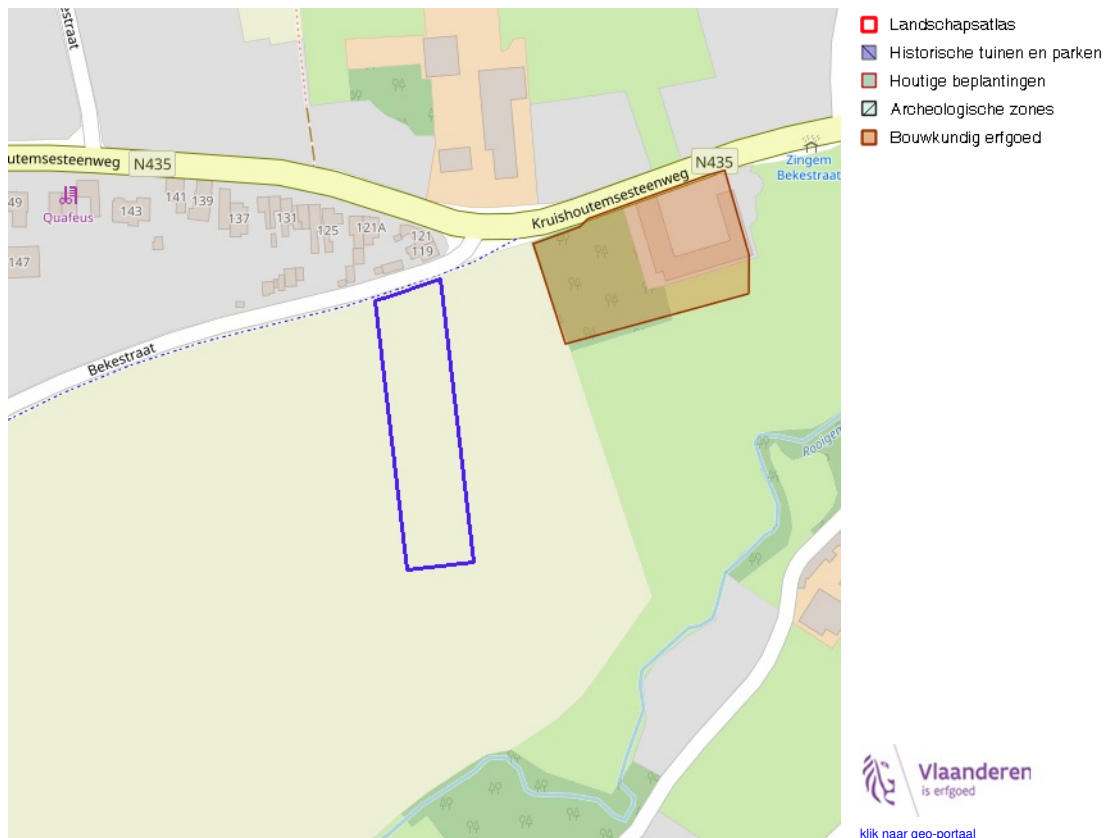 Landschapsatlas
Historische tuinen en parken
Houtige beplantingen
Archeologische zones
Bouwkundig erfgoed
estraat
utemsesteenweg
N435
N435
Kruishoutemsesteenweg
Zingem
Bekestraat
Quafeus
49
143
141
139
137
131
125
121A
121
119
147
Bekestraat
Rooigem
Vlaanderen
is erfgoed
klik naar geo-portaal